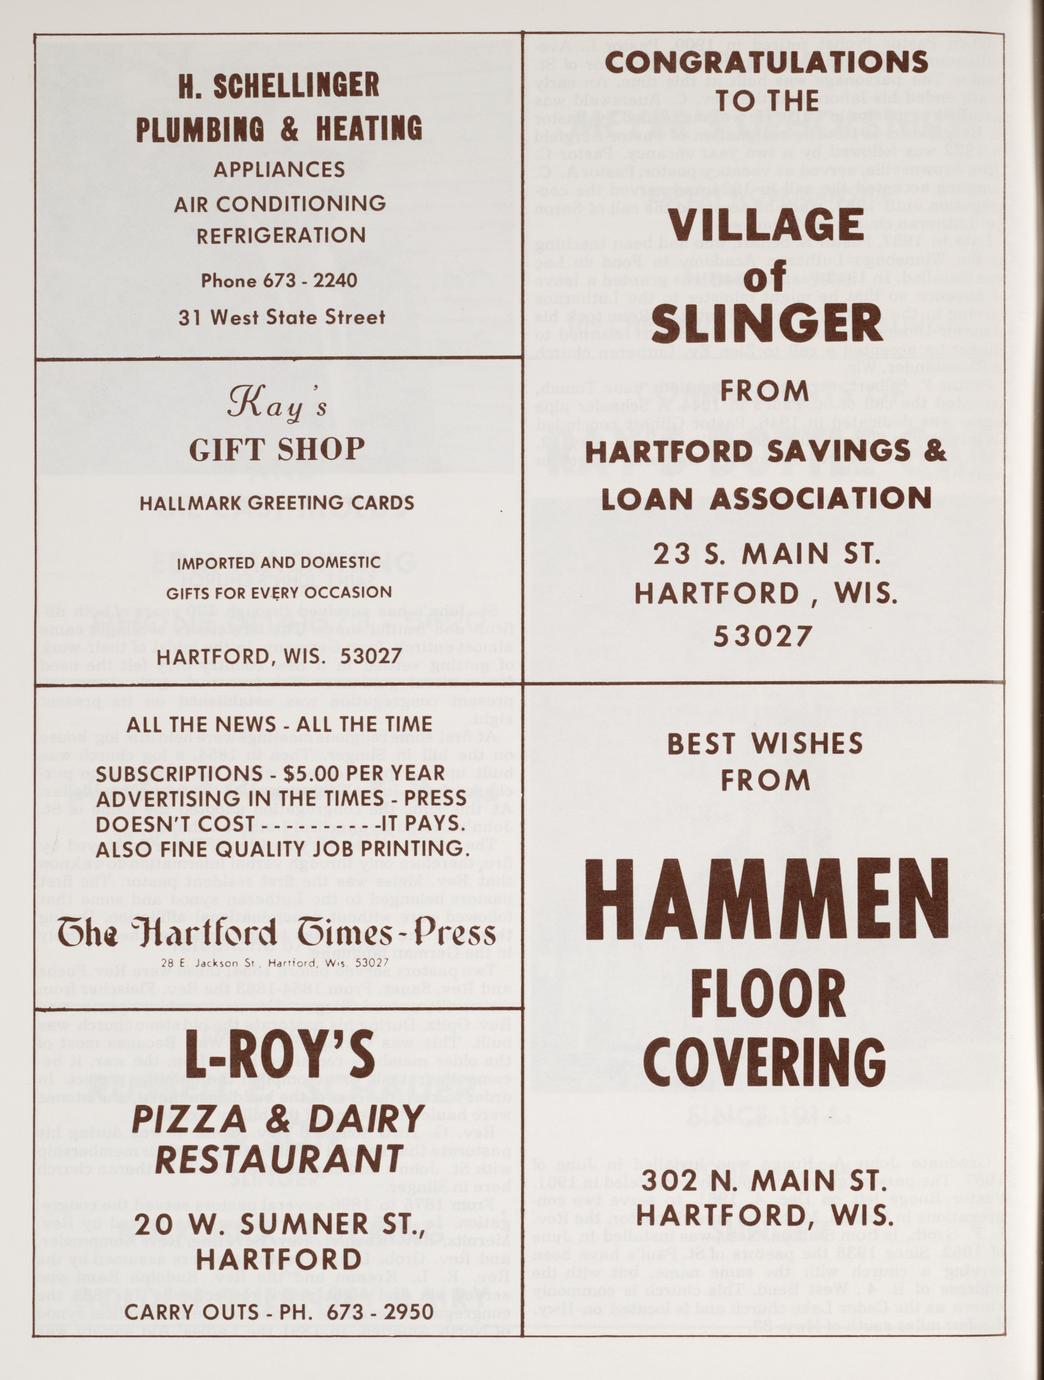 H. SCHELLINGER
PLUMBING & HEATING
APPLIANCES
AIR CONDITIONING
REFRIGERATION
Phone 673 - 2240
31 West State Street
Kay's
GIFT SHOP
HALLMARK GREETING CARDS
IMPORTED AND DOMESTIC
GIFTS FOR EVERY OCCASION
HARTFORD, WIS. 53027
ALL THE NEWS - ALL THE TIME
SUBSCRIPTIONS - $5.00 PER YEAR
ADVERTISING IN THE TIMES - PRESS
DOESN'T COST - - - - - - - - - -IT PAYS.
ALSO FINE QUALITY JOB PRINTING.
The Hartford Times-Press
28 E. Jackson St., Hartford, Wis. 53027
L-ROY'S
PIZZA & DAIRY
RESTAURANT
20 W. SUMNER ST.,
HARTFORD
CARRY OUTS - PH. 673 - 2950
CONGRATULATIONS
TO THE
VILLAGE
of
SLINGER
FROM
HARTFORD SAVINGS &
LOAN ASSOCIATION
23 S. MAIN ST.
HARTFORD , WIS.
53027
BEST WISHES
FROM
HAMMEN
FLOOR
COVERING
302 N. MAIN ST.
HARTFORD, WIS.